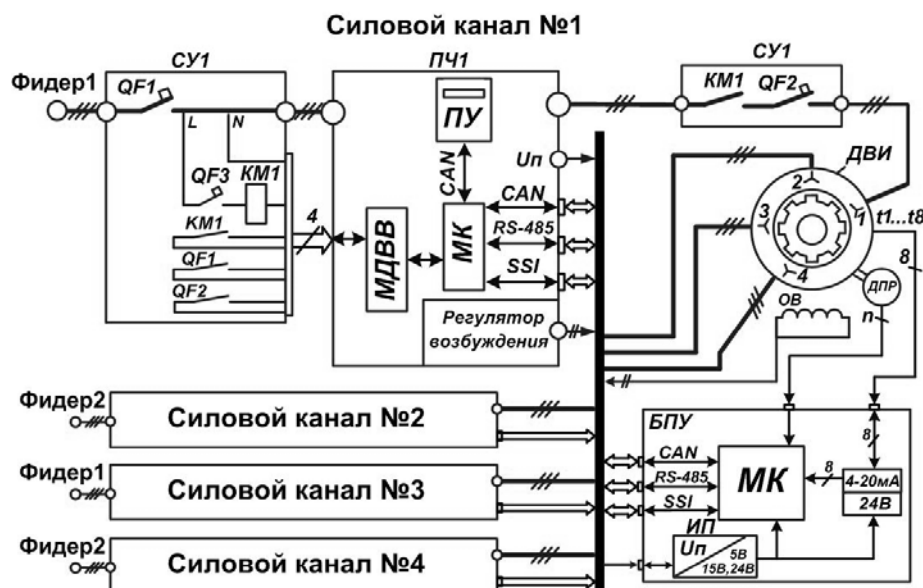 Силовой канал №1
Фидер1
СУ1
QF1
L
N
QF3
КМ1
КМ1
QF1
QF2
4
ПЧ1
ПУ
CAN
МДВВ
МК
Uп
CAN
RS-485
SSI
Регулятор
возбуждения
СУ1
КМ1
QF2
ДВИ
2
1
3
4
t1...t8
8
ДПР
n
ОВ
Фидер2
Силовой канал №2
Фидер1
Силовой канал №3
Фидер2
Силовой канал №4
БПУ
CAN
RS-485
SSI
МК
8
8
4-20мА
24В
ИП
Uп
5В
15В,24В